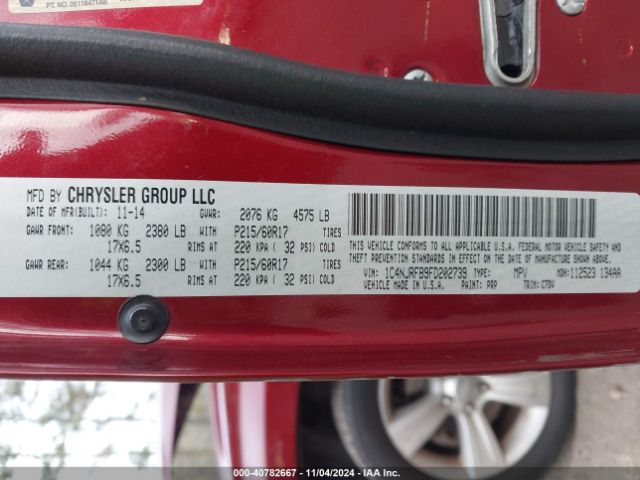 PT. NO. 05116471AB
MFD BY CHRYSLER GROUP LLC
DATE OF MFR(BUILT): 11-14 GVWR: 2076 KG 4575 LB
GAWR FRONT: 1080 KG 2380 LB WITH P215/60R17 TIRES
17X6.5 RIMS AT 220 KPA ( 32 PSI) COLD
GAWR REAR: 1044 KG 2300 LB WITH P215/60R17 TIRES
17X6.5 RIMS AT 220 KPA ( 32 PSI) COLD
THIS VEHICLE CONFORMS TO ALL APPLICABLE U.S.A. FEDERAL MOTOR VEHICLE SAFETY AND
THEFT PREVENTION STANDARDS IN EFFECT ON THE DATE OF MANUFACTURE SHOWN ABOVE.
VIN: 1C4NJRFB9FD202739 TYPE: MPV MDH: 112523 134AA
VEHICLE MADE IN U.S.A. PAINT: PRP TRIM: C7DV
000-40782667 - 11/04/2024 - IAA Inc.